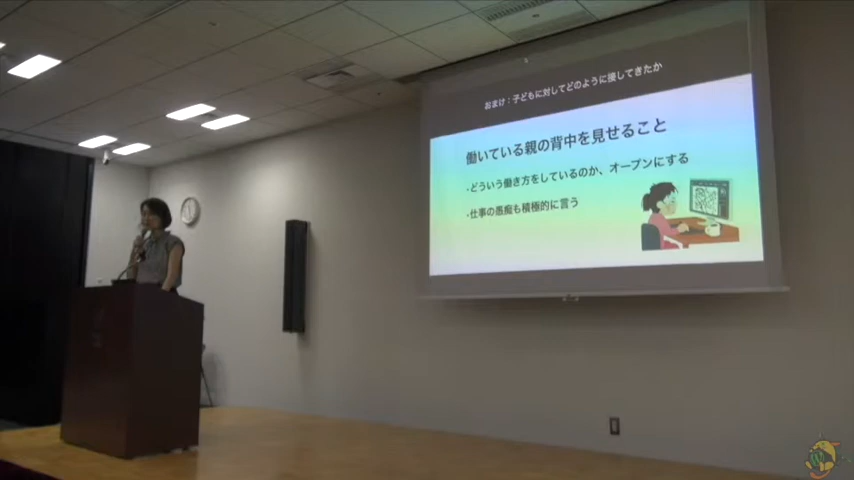 おまけ：子どもに対してどのように接してきたか
働いている親の背中を見せること
・どういう働き方をしているのか、オープンにする
・仕事の愚痴も積極的に言う